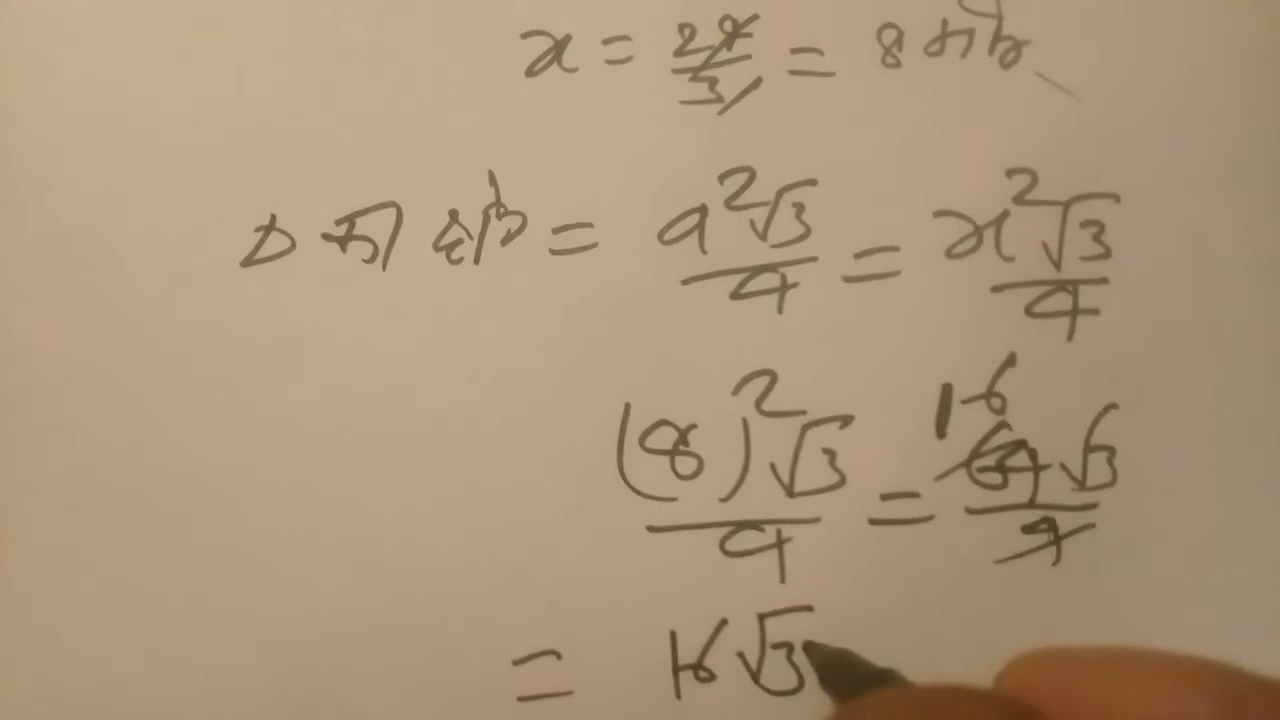 x = 24/3 = 8
Δ = a²√3/4 = x²√3/4
(8)²√3/4 = 16 64√3/4
= 16√3